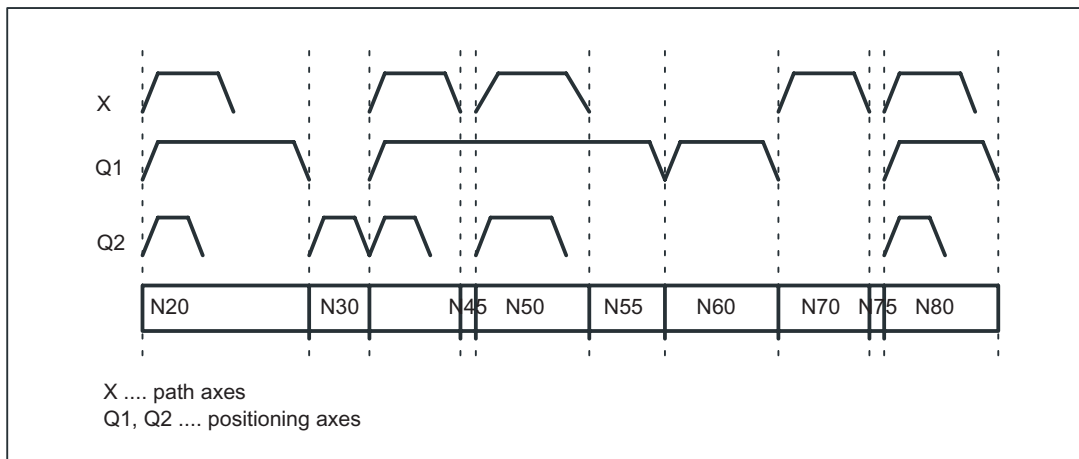 X
Q1
Q2
N20 N30 N45 N50 N55 N60 N70 N75 N80
X .... path axes
Q1, Q2 .... positioning axes